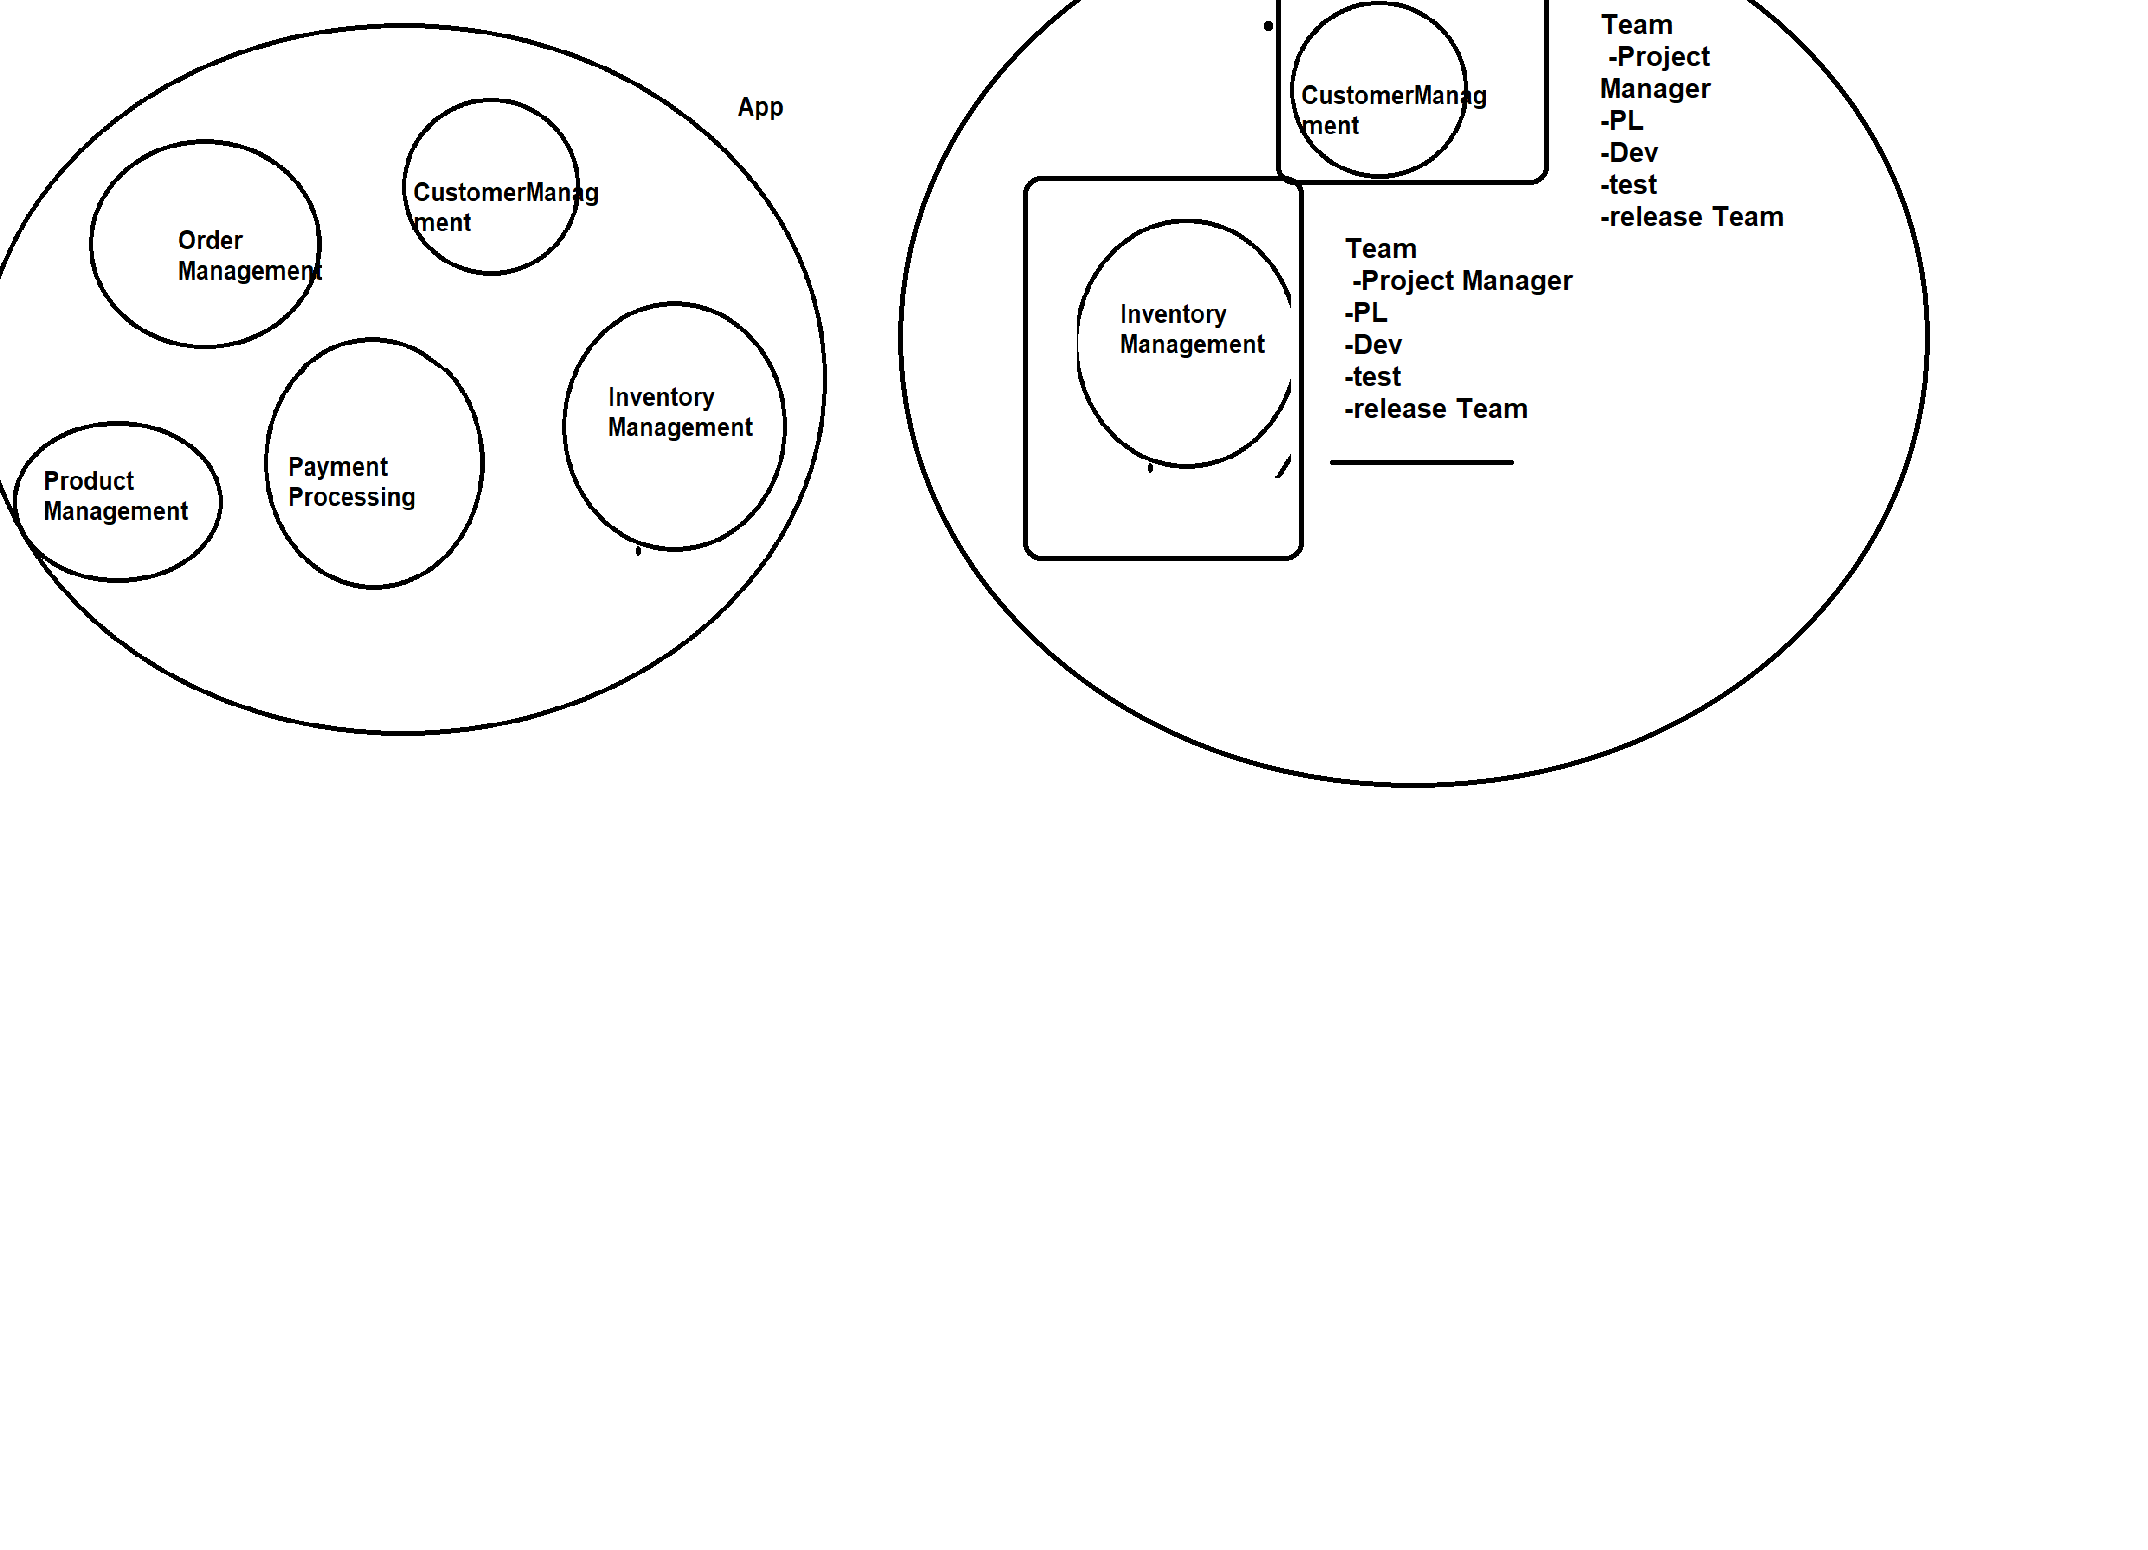 App
CustomerManag
ment
Order
Management
Inventory
Management
Payment
Processing
Product
Management
CustomerManag
ment
Team
-Project
Manager
-PL
-Dev
-test
-release Team
Inventory
Management
Team
-Project Manager
-PL
-Dev
-test
-release Team